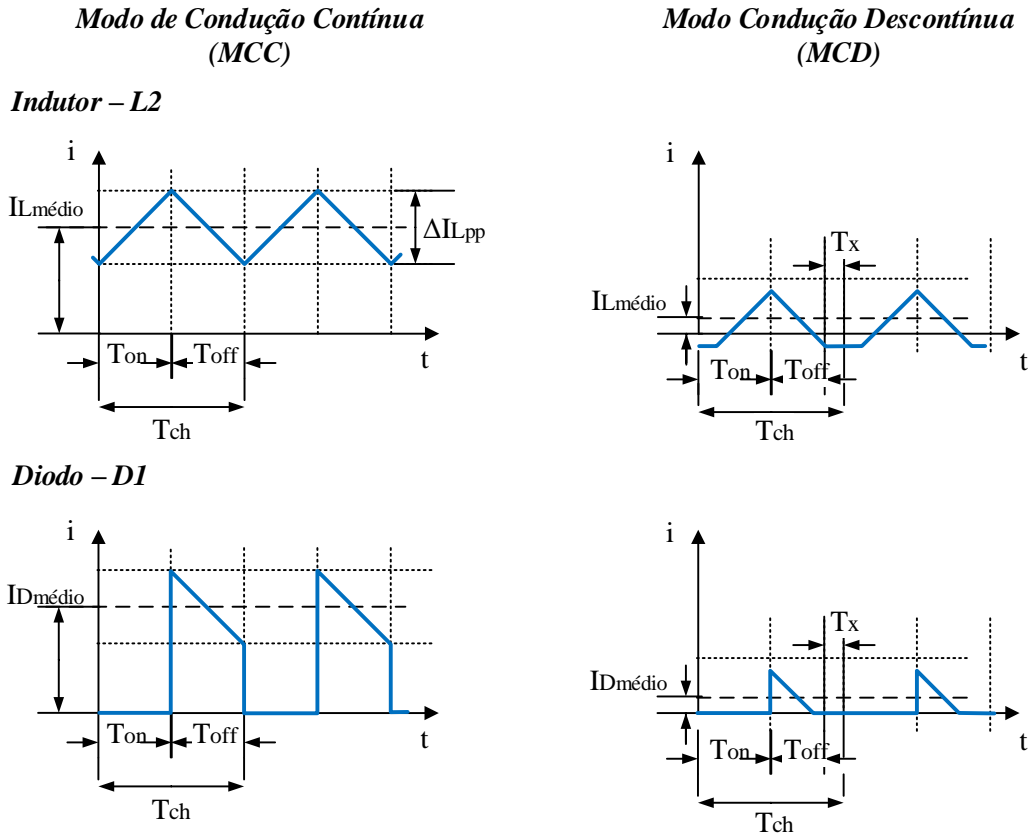 Modo de Condução Contínua
(MCC)
Modo Condução Descontínua
(MCD)
Indutor – L2
i
ILmédio
ΔILpp
Ton
Toff
t
Tch
i
Tx
ILmédio
Ton
Toff
t
Tch
Diodo – D1
i
IDmédio
Ton
Toff
t
Tch
i
Tx
IDmédio
Ton
Toff
t
Tch